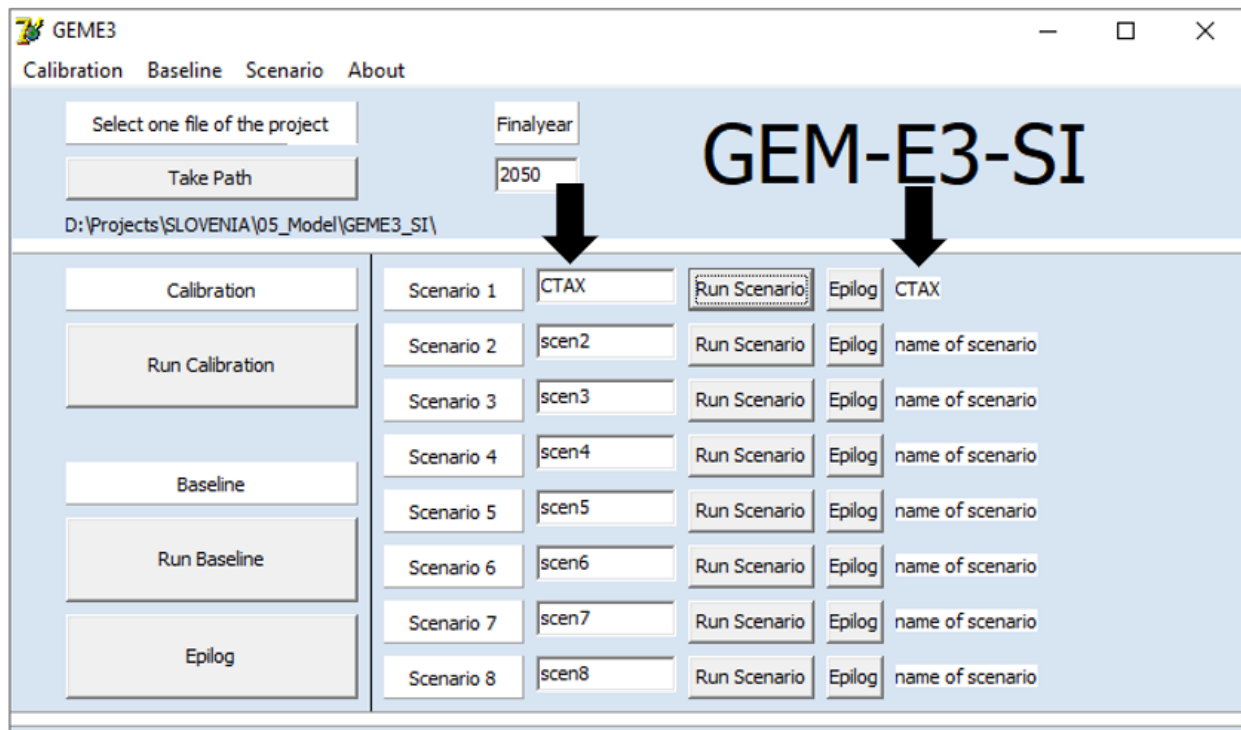 GEME3
Calibration Baseline Scenario About
Select one file of the project
Finalyear
GEM-E3-SI
Take Path
2050
D:\Projects\SLOVENIA\05_Model\GEME3_SI\
Calibration
Run Calibration
Baseline
Run Baseline
Epilog
Scenario 1 CTAX Run Scenario Epilog CTAX
Scenario 2 scen2 Run Scenario Epilog name of scenario
Scenario 3 scen3 Run Scenario Epilog name of scenario
Scenario 4 scen4 Run Scenario Epilog name of scenario
Scenario 5 scen5 Run Scenario Epilog name of scenario
Scenario 6 scen6 Run Scenario Epilog name of scenario
Scenario 7 scen7 Run Scenario Epilog name of scenario
Scenario 8 scen8 Run Scenario Epilog name of scenario